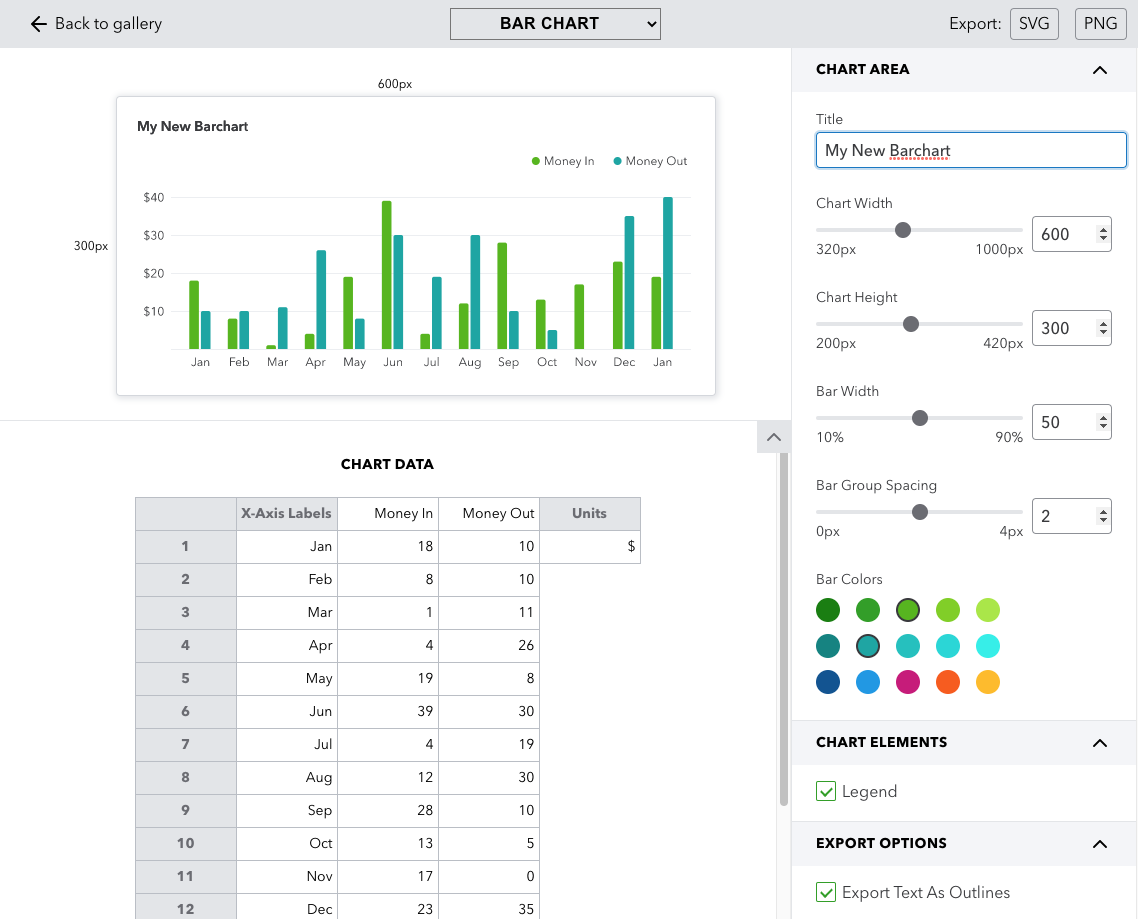 Back to gallery
BAR CHART
Export: SVG PNG
600px
300px
My New Barchart
Money In Money Out
$40
$30
$20
$10
Jan Feb Mar Apr May Jun Jul Aug Sep Oct Nov Dec Jan
CHART DATA
X-Axis Labels Money In Money Out Units
1 Jan 18 10 $
2 Feb 8 10
3 Mar 1 11
4 Apr 4 26
5 May 19 8
6 Jun 39 30
7 Jul 4 19
8 Aug 12 30
9 Sep 28 10
10 Oct 13 5
11 Nov 17 0
12 Dec 23 35
CHART AREA
Title
My New Barchart
Chart Width
600
320px 1000px
Chart Height
300
200px 420px
Bar Width
50
10% 90%
Bar Group Spacing
2
0px 4px
Bar Colors
CHART ELEMENTS
Legend
EXPORT OPTIONS
Export Text As Outlines